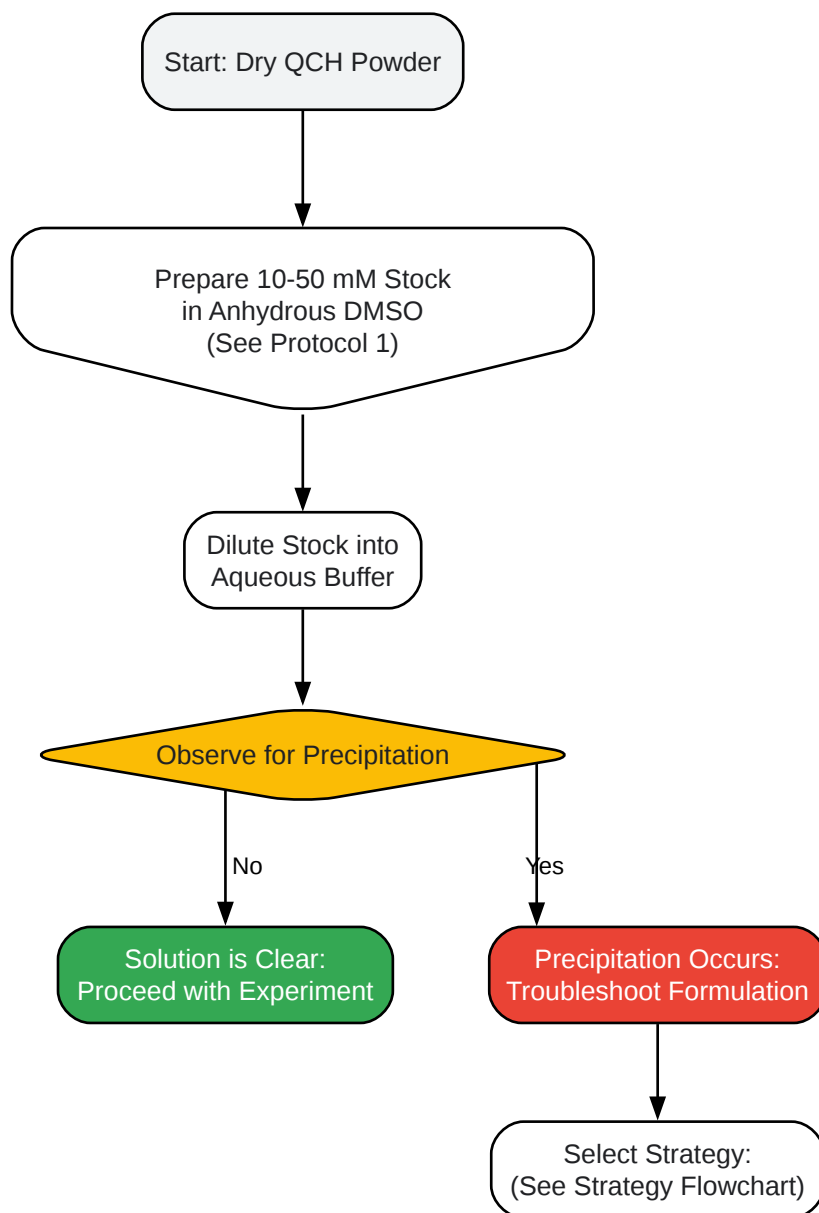 Start: Dry QCH Powder
Prepare 10-50 mM Stock
in Anhydrous DMSO
(See Protocol 1)
Dilute Stock into
Aqueous Buffer
Observe for Precipitation
No
Yes
Solution is Clear:
Proceed with Experiment
Precipitation Occurs:
Troubleshoot Formulation
Select Strategy:
(See Strategy Flowchart)